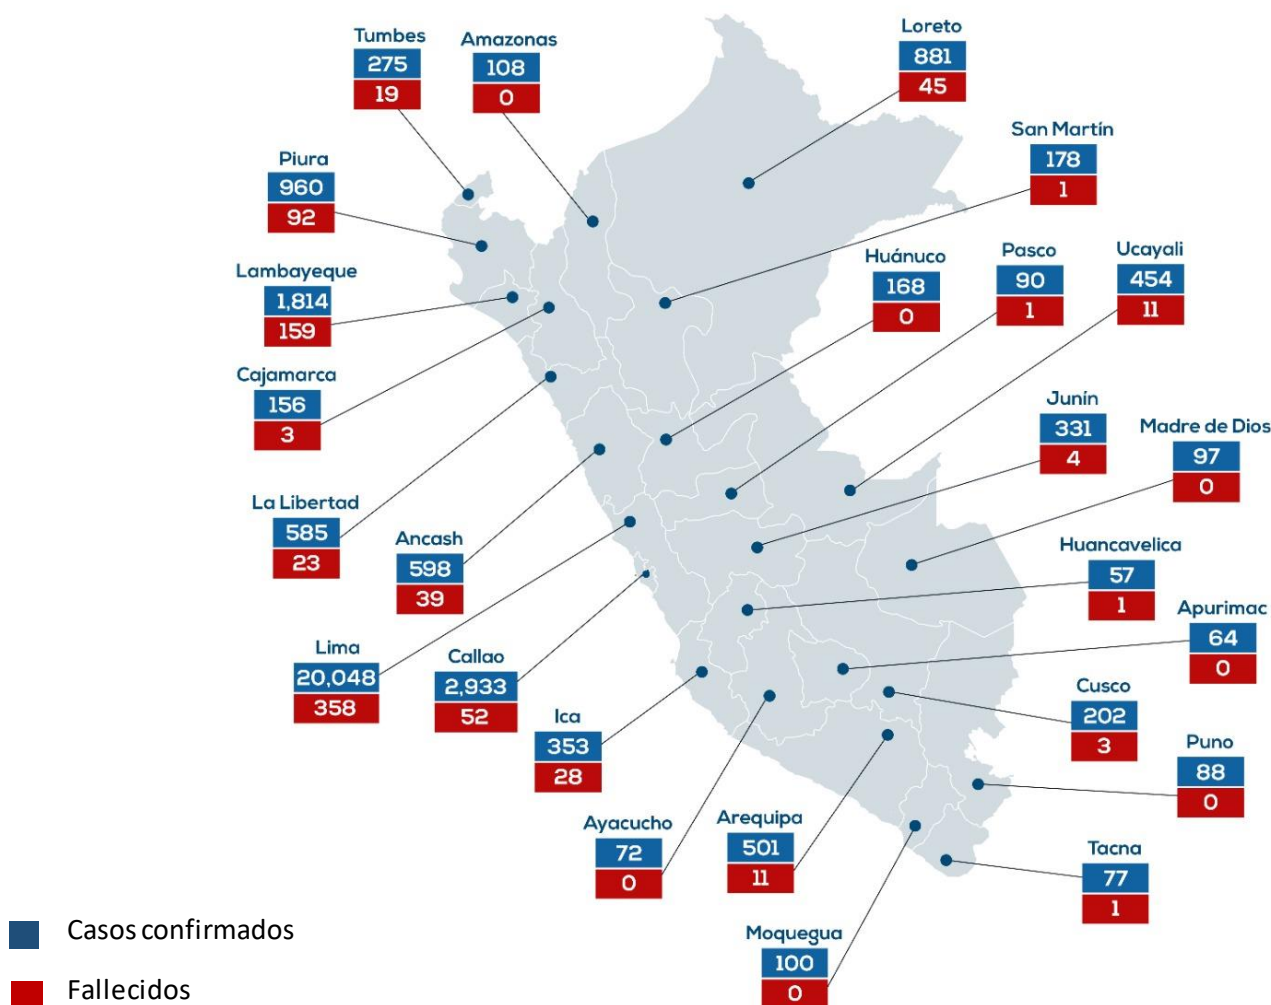 Tumbes
275
19
Amazonas
108
0
Loreto
881
45
San Martín
178
1
Piura
960
92
Huánuco
168
0
Pasco
90
1
Ucayali
454
11
Lambayeque
1,814
159
Cajamarca
156
3
Junín
331
4
Madre de Dios
97
0
La Libertad
585
23
Ancash
598
39
Huancavelica
57
1
Apurimac
64
0
Lima
20,048
358
Callao
2,933
52
Ica
353
28
Cusco
202
3
Puno
88
0
Ayacucho
72
0
Arequipa
501
11
Tacna
77
1
Moquegua
100
0
Casos confirmados
Fallecidos